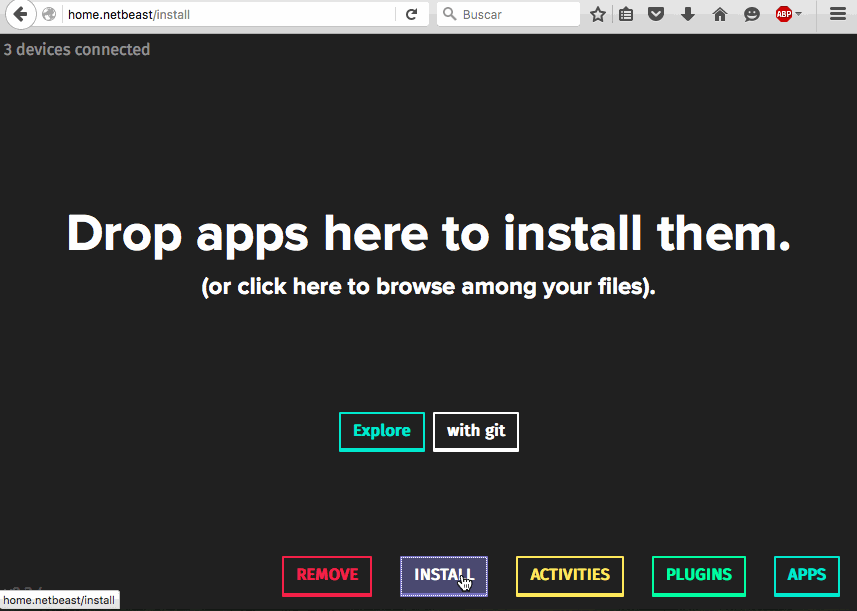 home.netbeast/install
Buscar
ABP
3 devices connected
Drop apps here to install them.
(or click here to browse among your files).
Explore
with git
REMOVE
INSTALL
ACTIVITIES
PLUGINS
APPS
home.netbeast/install